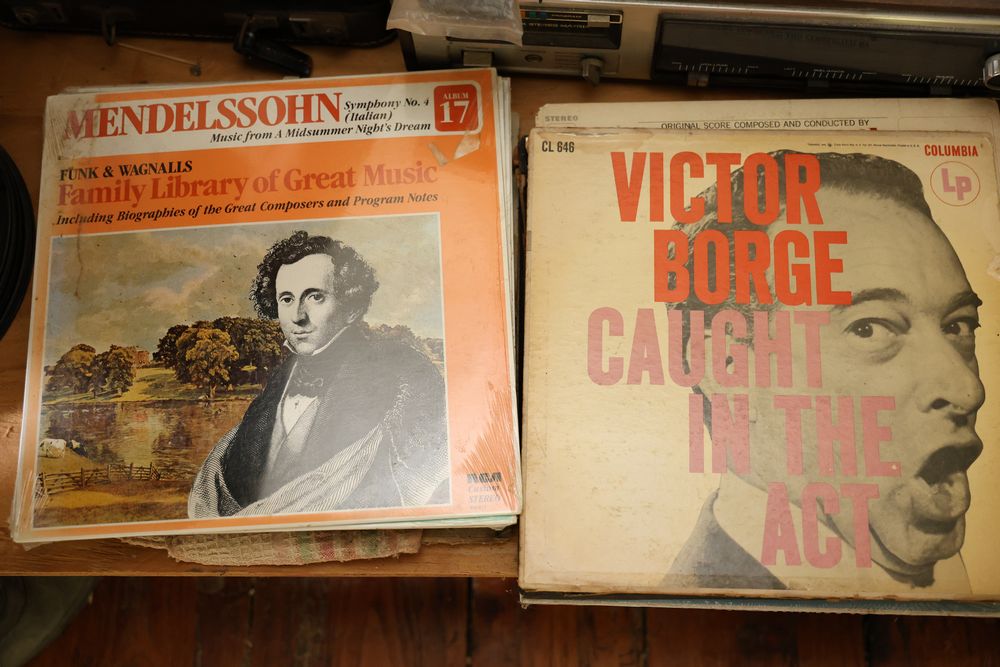 MENDELSSOHN
Symphony No. 4
(Italian)
Music from A Midsummer Night's Dream
ALBUM
17
FUNK & WAGNALLS
Family Library of Great Music
Including Biographies of the Great Composers and Program Notes
Custom
STEREO
STEREO
ORIGINAL SCORE COMPOSED AND CONDUCTED BY
CL 646
COLUMBIA
LP
VICTOR
BORGE
CAUGHT
IN THE
ACT